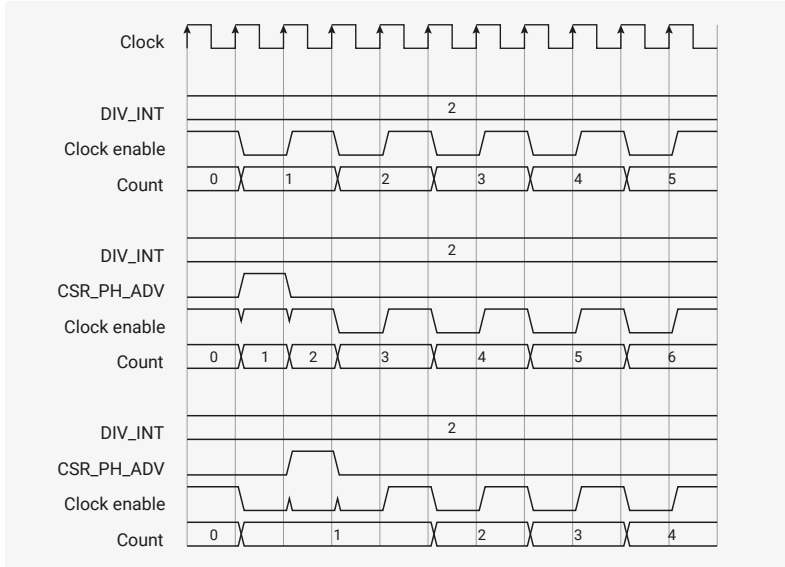 Clock
DIV_INT 2
Clock enable
Count 0 1 2 3 4 5
DIV_INT 2
CSR_PH_ADV
Clock enable
Count 0 1 2 3 4 5 6
DIV_INT 2
CSR_PH_ADV
Clock enable
Count 0 1 2 3 4